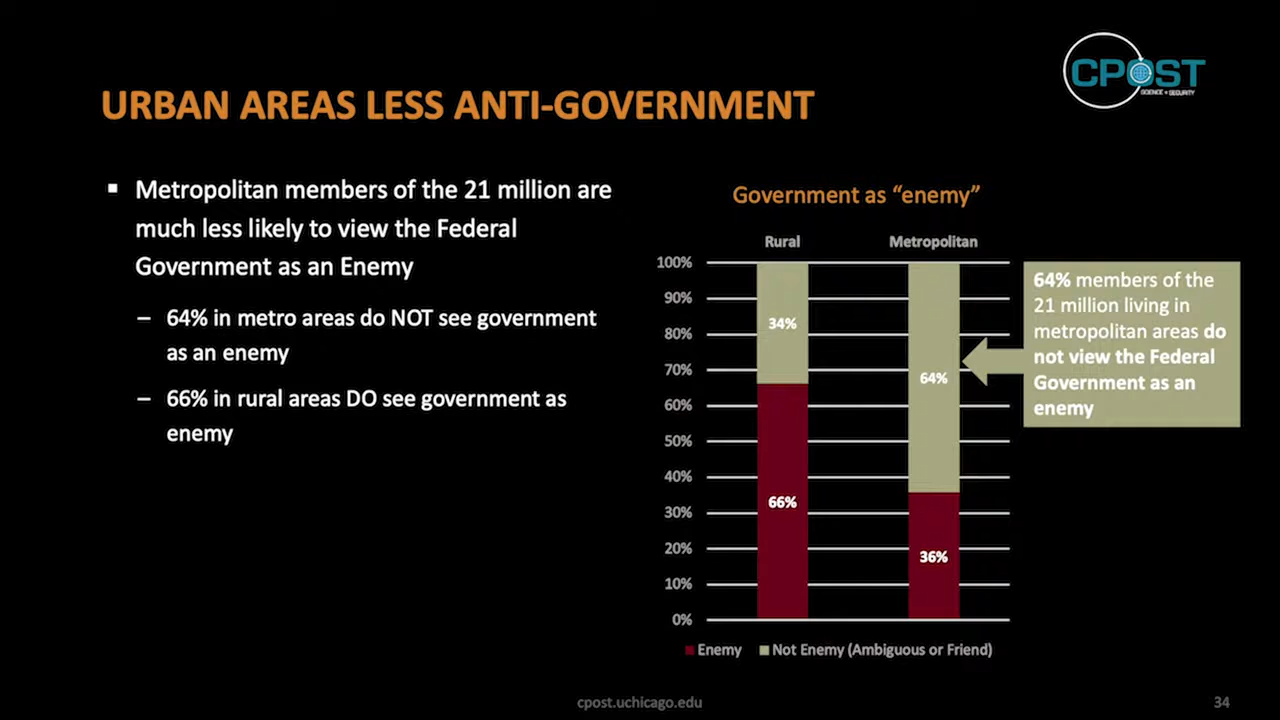 CPOST
SCIENCE + SECURITY
URBAN AREAS LESS ANTI-GOVERNMENT
▪ Metropolitan members of the 21 million are
much less likely to view the Federal
Government as an Enemy
– 64% in metro areas do NOT see government
as an enemy
– 66% in rural areas DO see government as
enemy
Government as “enemy”
Rural Metropolitan
100%
90%
80%
70%
60%
50%
40%
30%
20%
10%
0%
34%
66%
64%
36%
Enemy Not Enemy (Ambiguous or Friend)
64% members of the
21 million living in
metropolitan areas do
not view the Federal
Government as an
enemy
cpost.uchicago.edu
34